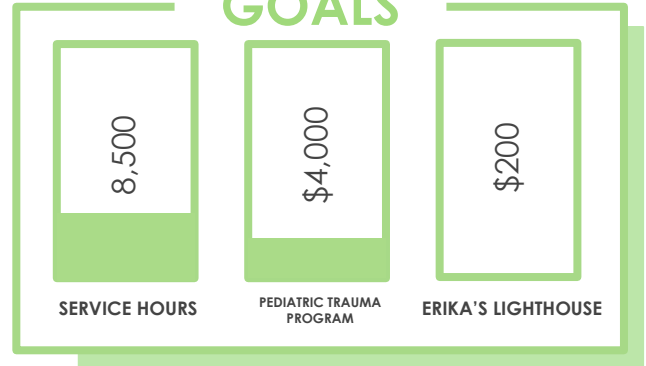 GOALS
8,500
$4,000
$200
SERVICE HOURS
PEDIATRIC TRAUMA
PROGRAM
ERIKA'S LIGHTHOUSE